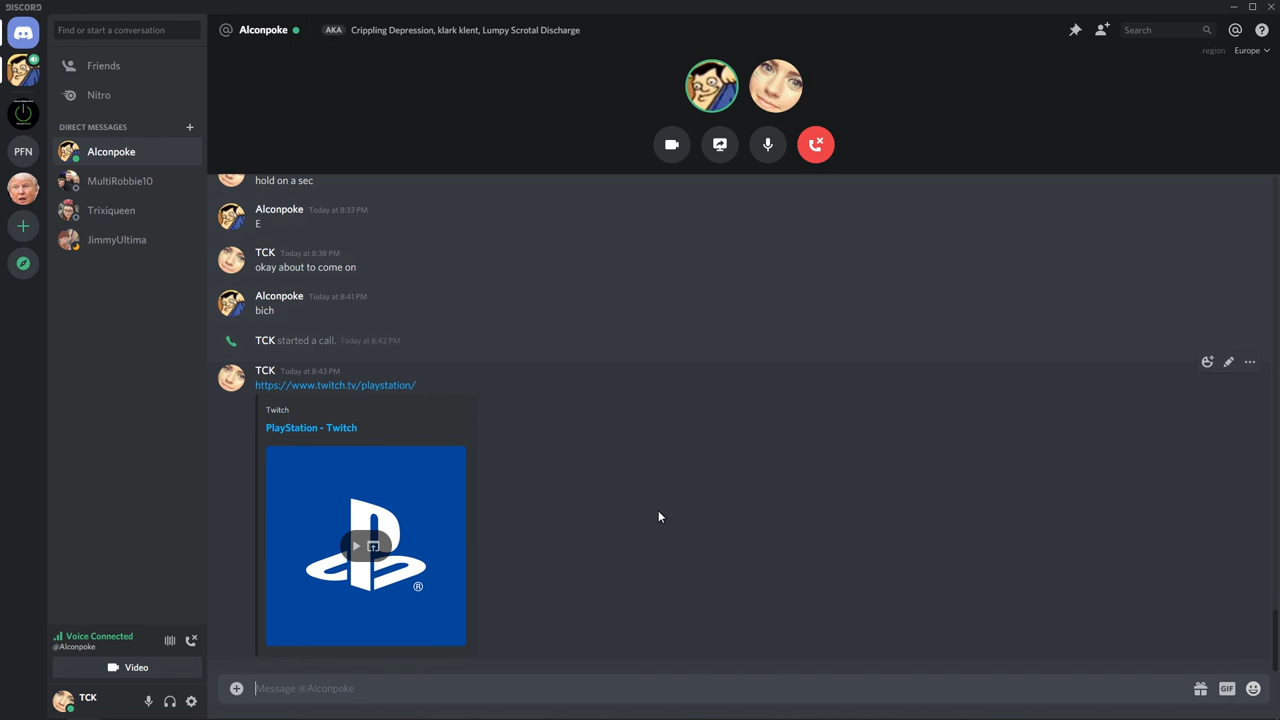 DISCORD
Find or start a conversation
Friends
Nitro
DIRECT MESSAGES
Alconpoke
MultiRobbie10
Trixiqueen
JimmyUltima
PFN
Voice Connected
@Alconpoke
Video
TCK
@ Alconpoke AKA Crippling Depression, klark klent, Lumpy Scrotal Discharge
Search
region Europe
hold on a sec
Alconpoke Today at 8:33 PM
E
TCK Today at 8:38 PM
okay about to come on
Alconpoke Today at 8:41 PM
bich
TCK started a call. Today at 8:42 PM
TCK Today at 8:43 PM
https://www.twitch.tv/playstation/
Twitch
PlayStation - Twitch
®
Message @Alconpoke
GIF